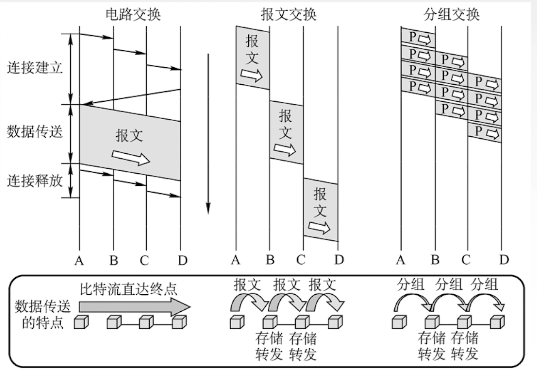 电路交换
报文交换
分组交换
连接建立
数据传送
连接释放
报文
报文
报文
报文
P
P
P
P
P
P
P
P
P
P
P
P
A B C D
A B C D
A B C D
数据传送
的特点
比特流直达终点
报文 报文 报文
存储 存储
转发 转发
分组 分组 分组
存储 存储
转发 转发